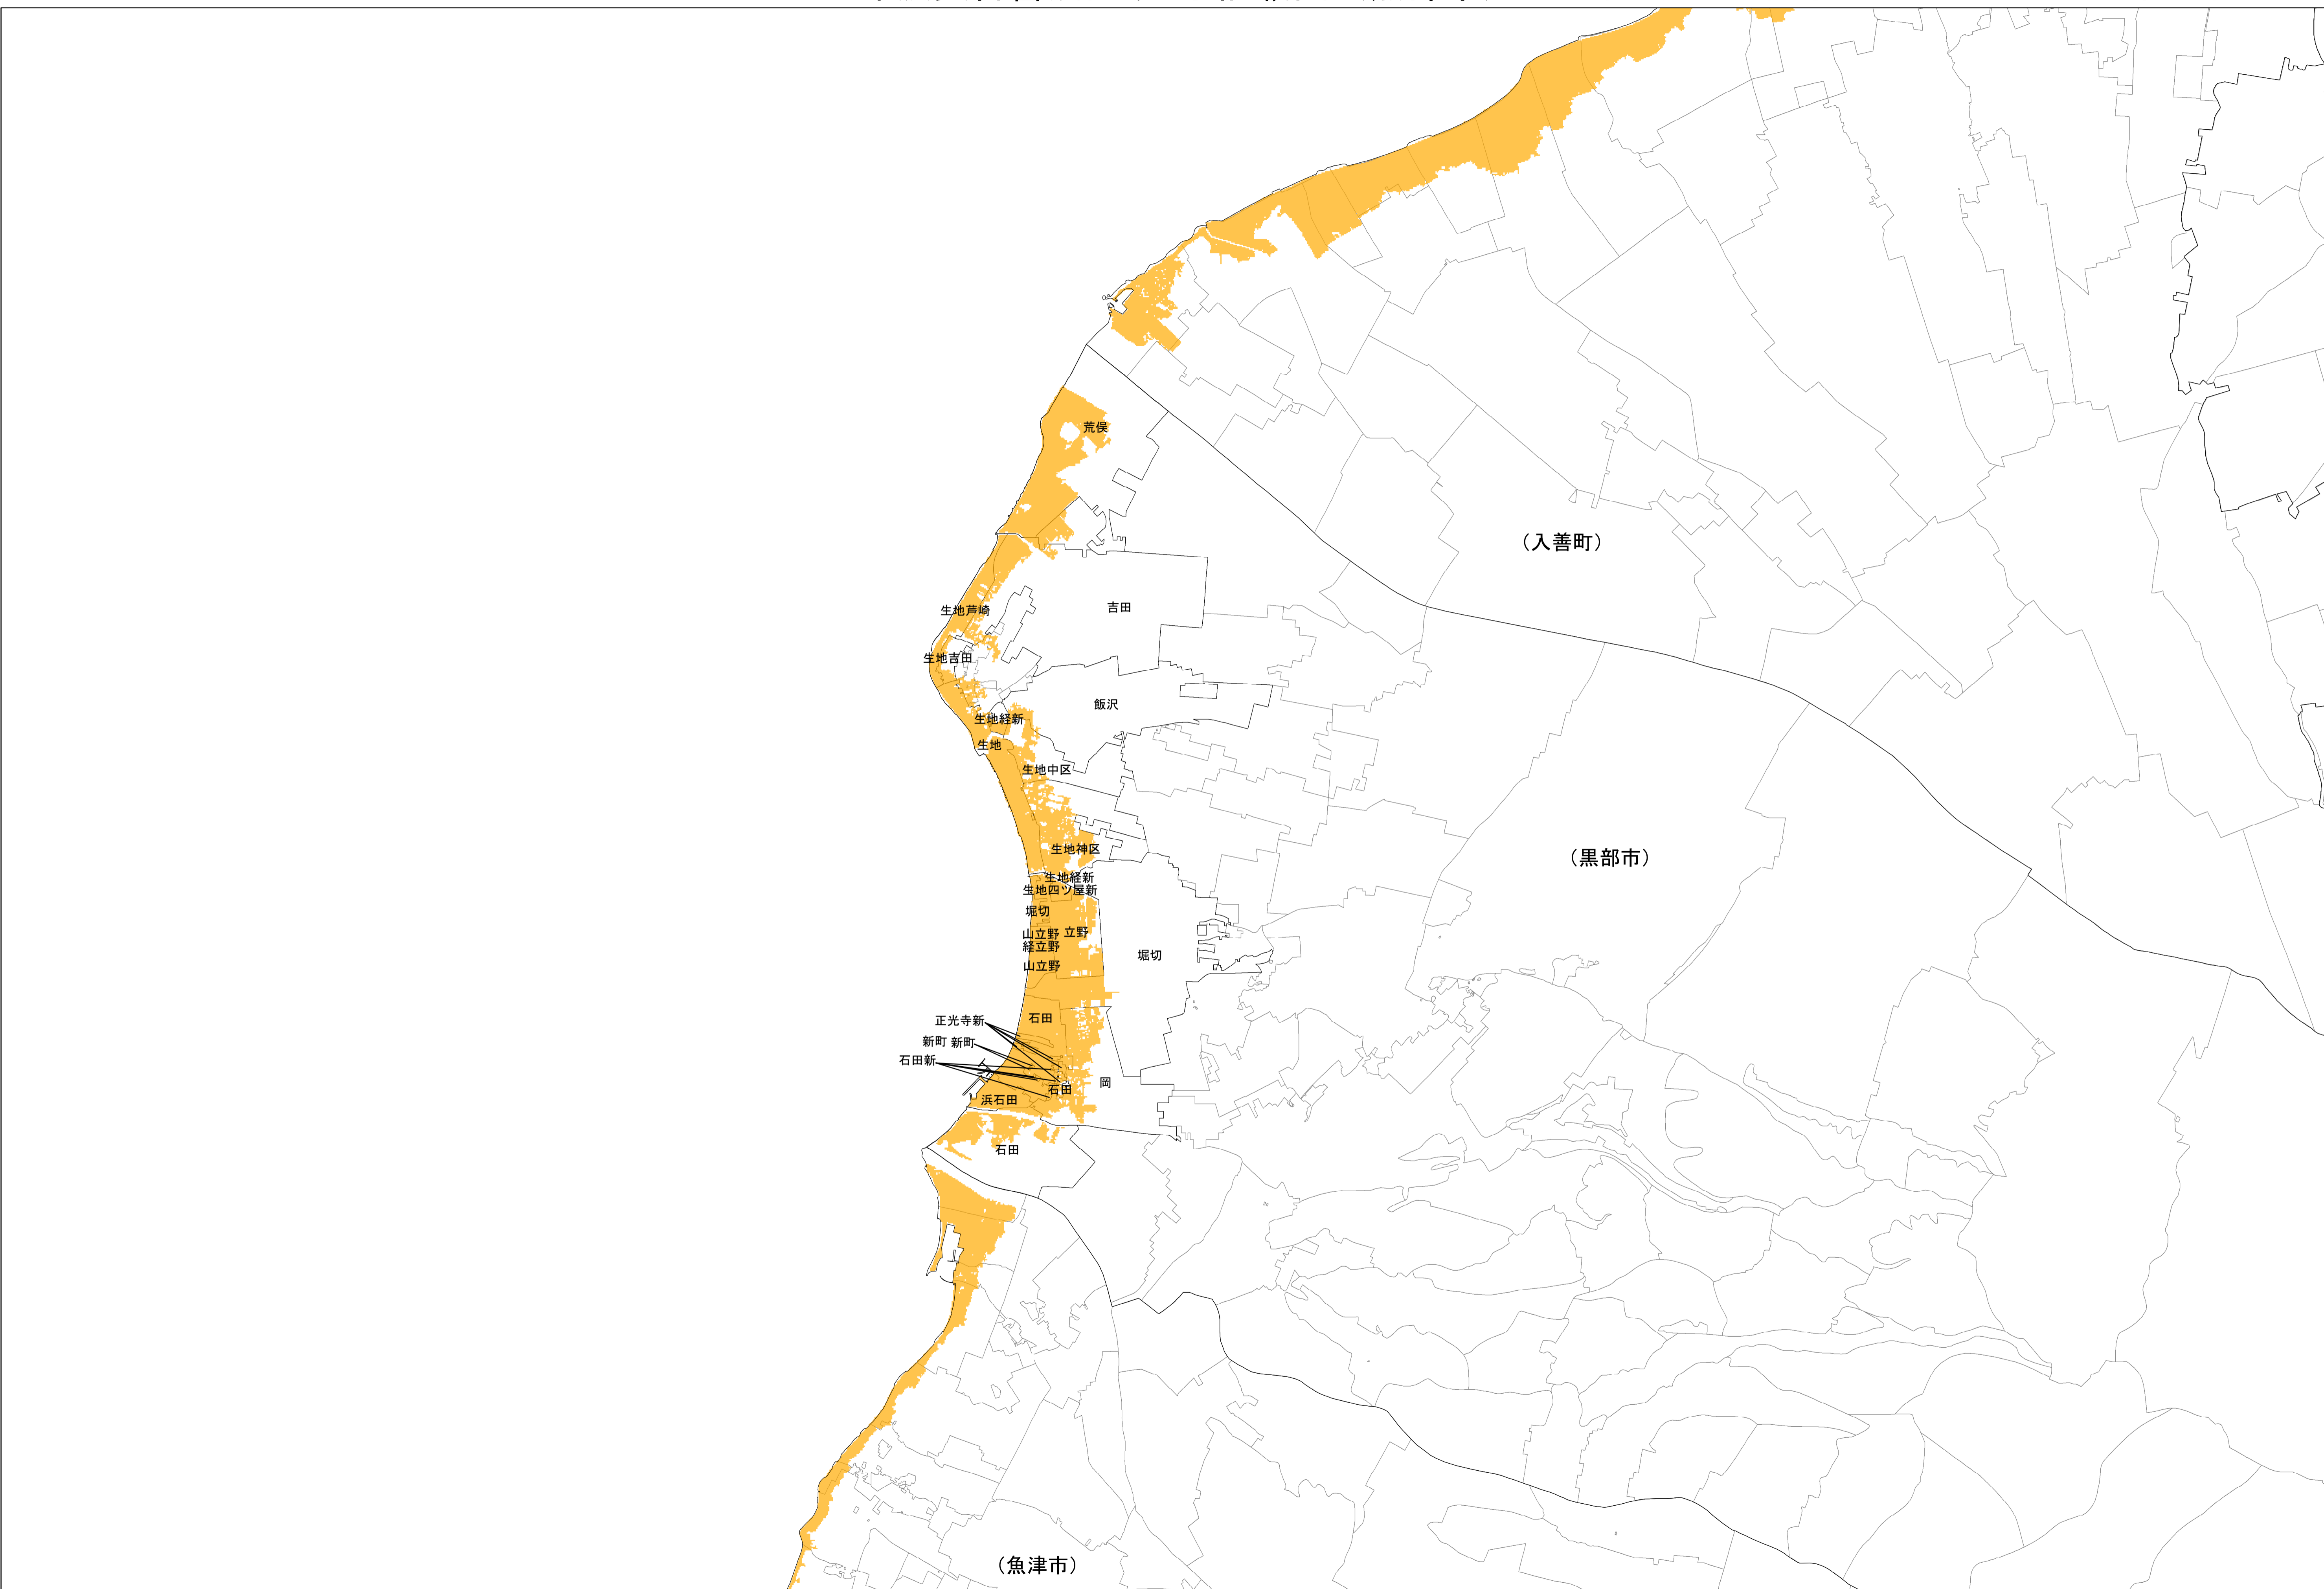 荒俣
（入善町）
吉田
生地芦崎
生地吉田
飯沢
生地経新
生地
生地中区
生地神区
（黒部市）
生地経新
生地四ツ屋新
堀切
山立野
立野
経立野
堀切
山立野
石田
正光寺新
新町
新町
石田新
岡
石田
浜石田
石田
（魚津市）